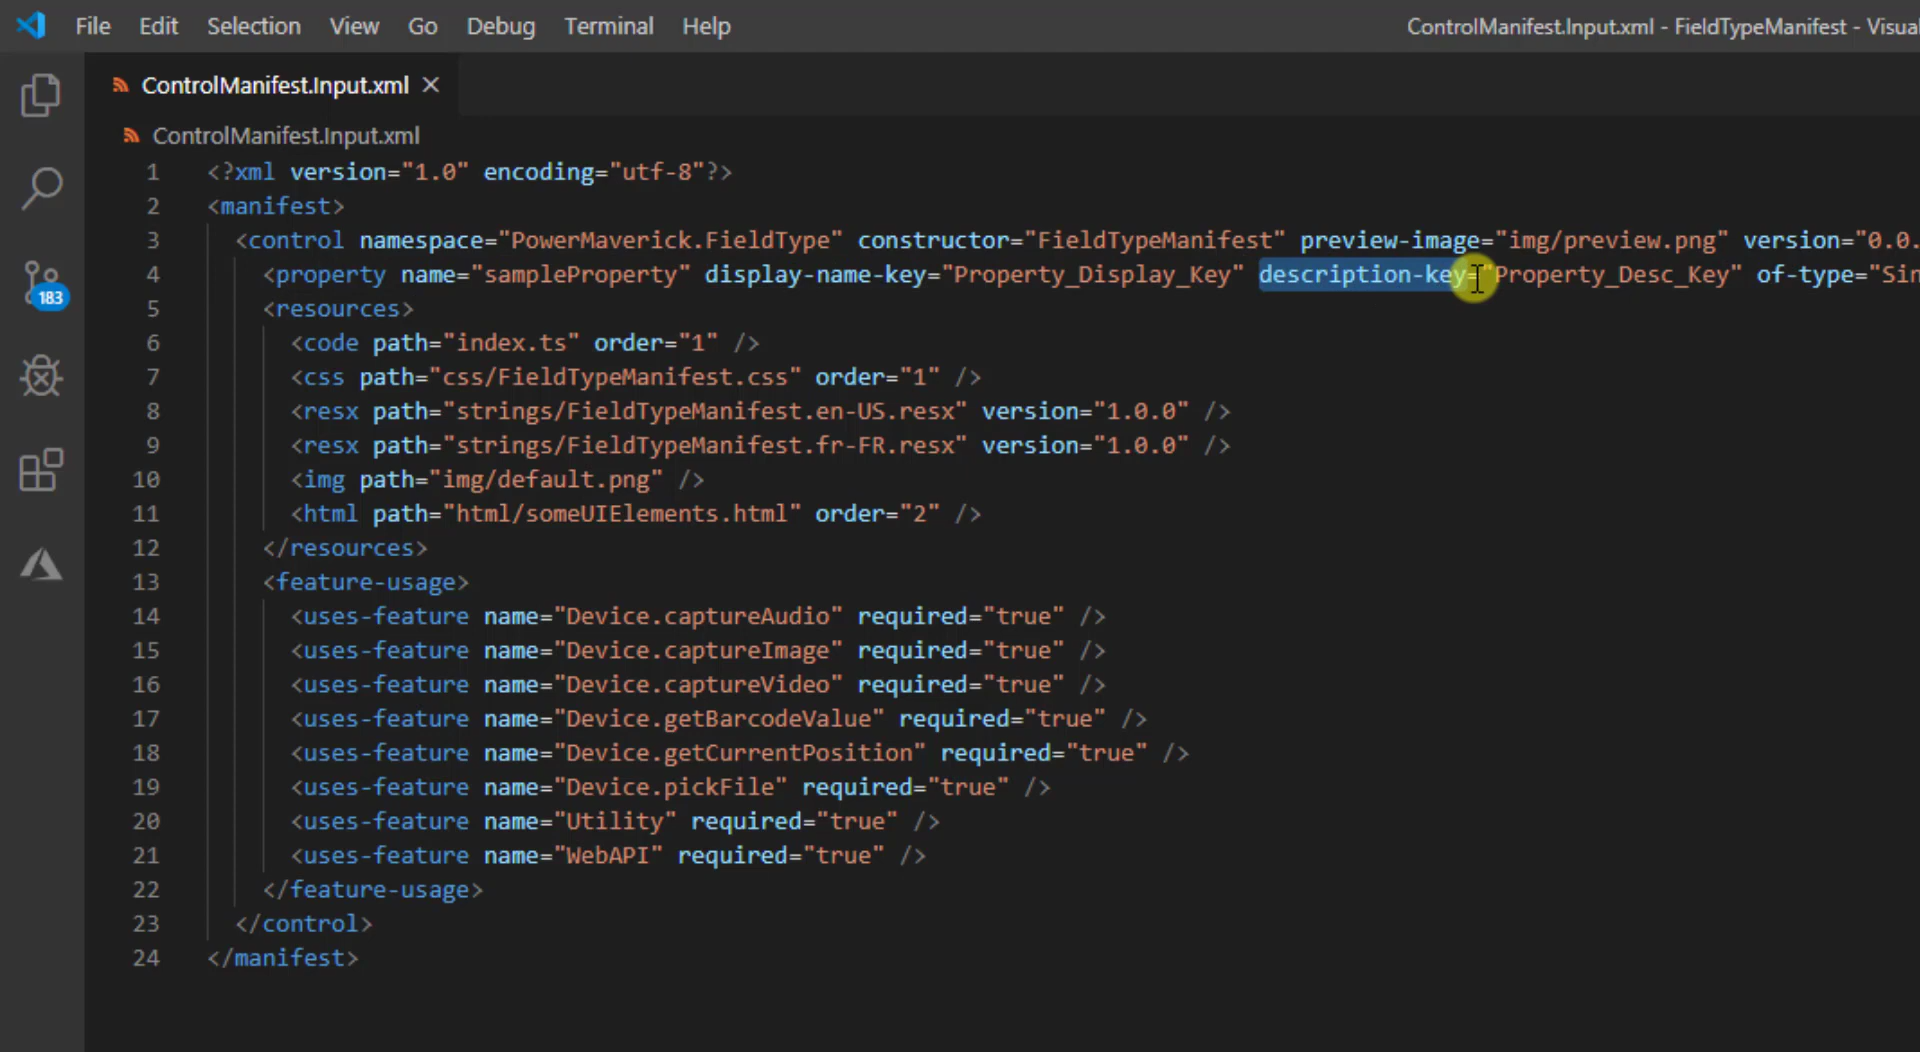 File Edit Selection View Go Debug Terminal Help ControlManifest.Input.xml - FieldTypeManifest - Visual
ControlManifest.Input.xml
ControlManifest.Input.xml
1 <?xml version="1.0" encoding="utf-8"?>
2 <manifest>
3 <control namespace="PowerMaverick.FieldType" constructor="FieldTypeManifest" preview-image="img/preview.png" version="0.0.
4 <property name="sampleProperty" display-name-key="Property_Display_Key" description-key="Property_Desc_Key" of-type="Sin
5 <resources>
6 <code path="index.ts" order="1" />
7 <css path="css/FieldTypeManifest.css" order="1" />
8 <resx path="strings/FieldTypeManifest.en-US.resx" version="1.0.0" />
9 <resx path="strings/FieldTypeManifest.fr-FR.resx" version="1.0.0" />
10 <img path="img/default.png" />
11 <html path="html/someUIElements.html" order="2" />
12 </resources>
13 <feature-usage>
14 <uses-feature name="Device.captureAudio" required="true" />
15 <uses-feature name="Device.captureImage" required="true" />
16 <uses-feature name="Device.captureVideo" required="true" />
17 <uses-feature name="Device.getBarcodeValue" required="true" />
18 <uses-feature name="Device.getCurrentPosition" required="true" />
19 <uses-feature name="Device.pickFile" required="true" />
20 <uses-feature name="Utility" required="true" />
21 <uses-feature name="WebAPI" required="true" />
22 </feature-usage>
23 </control>
24 </manifest>
183